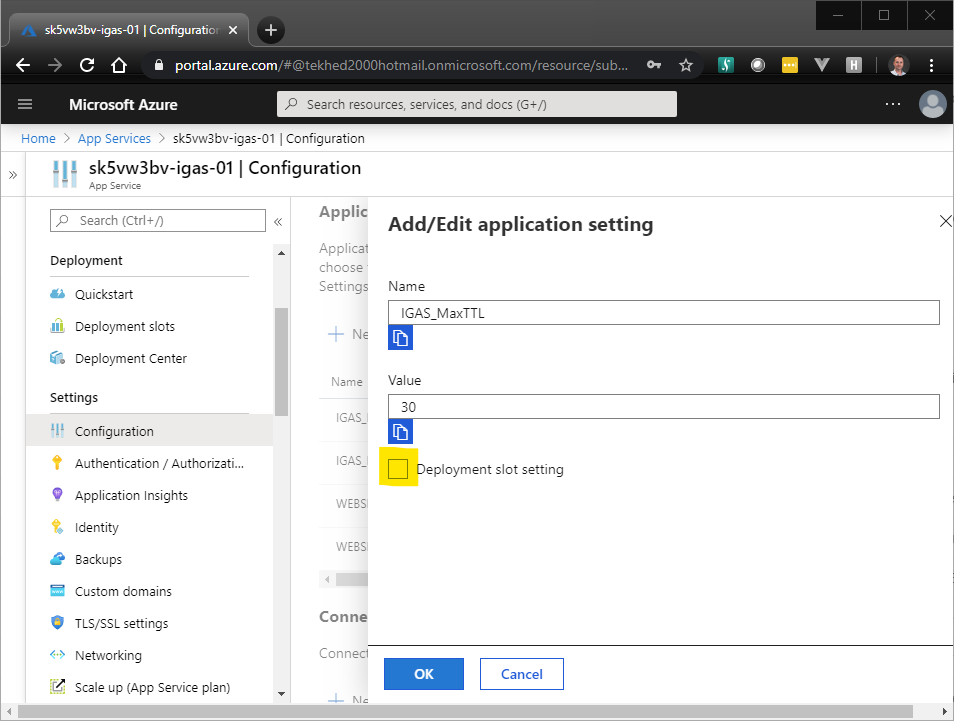 sk5vw3bv-igas-01 | Configuration
portal.azure.com/#@tekhed2000hotmail.onmicrosoft.com/resource/sub...
Microsoft Azure
Search resources, services, and docs (G+/)
Home > App Services > sk5vw3bv-igas-01 | Configuration
sk5vw3bv-igas-01 | Configuration
App Service
Search (Ctrl+/)
Deployment
Quickstart
Deployment slots
Deployment Center
Settings
Configuration
Authentication / Authorizati...
Application Insights
Identity
Backups
Custom domains
TLS/SSL settings
Networking
Scale up (App Service plan)
Applic
Applicat
choose
Settings
Ne
Name
IGAS_
IGAS_
WEBSI
WEBSI
Conne
Connect
Ne
Add/Edit application setting
Name
IGAS_MaxTTL
Value
30
Deployment slot setting
OK
Cancel